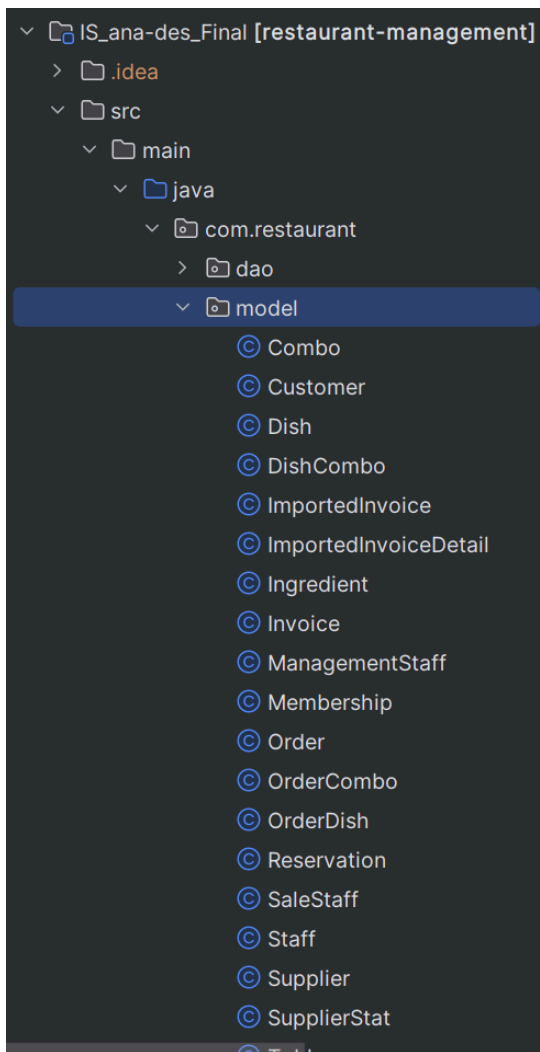 IS_ana-des_Final [restaurant-management]
.idea
src
main
java
com.restaurant
dao
model
Combo
Customer
Dish
DishCombo
ImportedInvoice
ImportedInvoiceDetail
Ingredient
Invoice
ManagementStaff
Membership
Order
OrderCombo
OrderDish
Reservation
SaleStaff
Staff
Supplier
SupplierStat